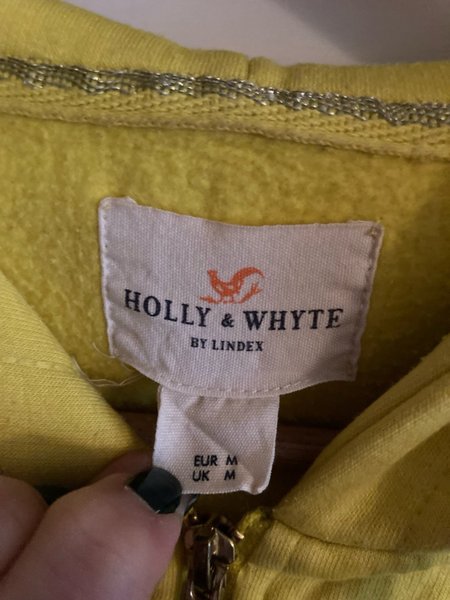 HOLLY & WHYTE
BY LINDEX
EUR M
UK M